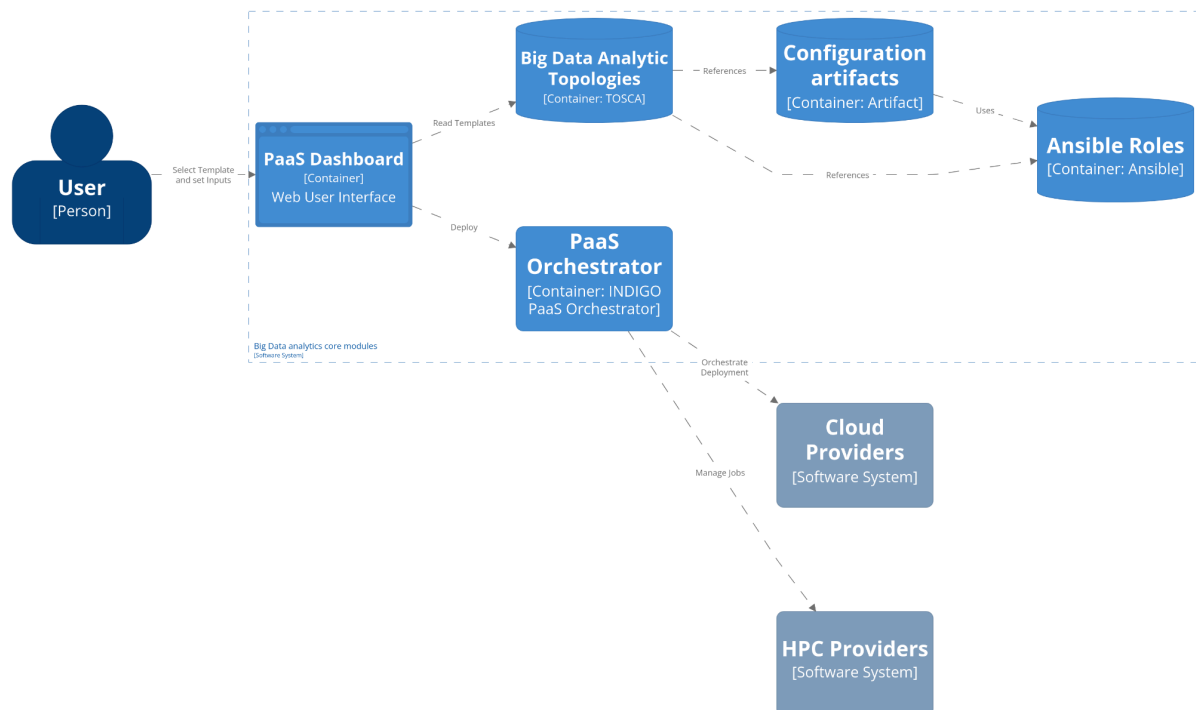 User
[Person]
Select Template
and set Inputs
PaaS Dashboard
[Container]
Web User Interface
Read Templates
Deploy
Big Data Analytic
Topologies
[Container: TOSCA]
References
Configuration
artifacts
[Container: Artifact]
Uses
References
Ansible Roles
[Container: Ansible]
PaaS
Orchestrator
[Container: INDIGO
PaaS Orchestrator]
Big Data analytics core modules
[Software System]
Orchestrate
Deployment
Cloud
Providers
[Software System]
Manage Jobs
HPC Providers
[Software System]